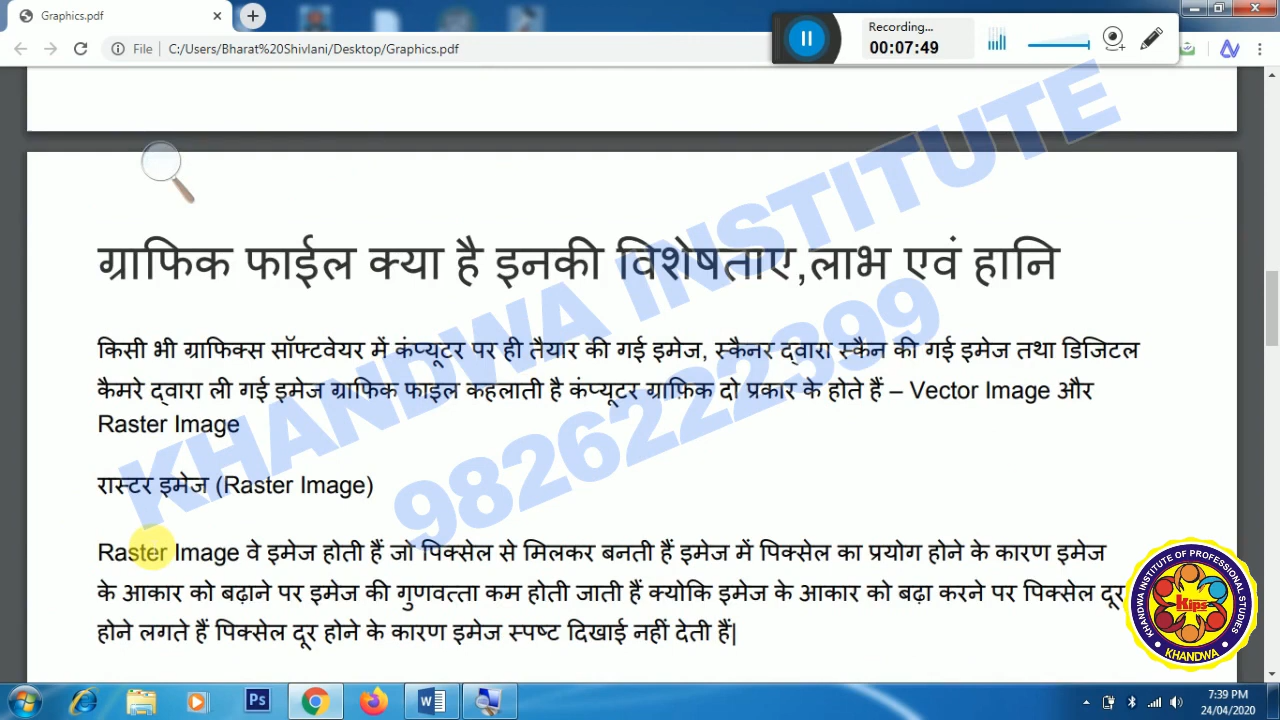 Graphics.pdf
Recording...
00:07:49
File | C:/Users/Bharat%20Shivlani/Desktop/Graphics.pdf
KHANDWA INSTITUTE
9826222399
ग्राफिक फाईल क्या है इनकी विशेषताए,लाभ एवं हानि
किसी भी ग्राफिक्स सॉफ्टवेयर में कंप्यूटर पर ही तैयार की गई इमेज, स्कैनर द्वारा स्कैन की गई इमेज तथा डिजिटल
कैमरे द्वारा ली गई इमेज ग्राफिक फाइल कहलाती है कंप्यूटर ग्राफ़िक दो प्रकार के होते हैं – Vector Image और
Raster Image
रास्टर इमेज (Raster Image)
Raster Image वे इमेज होती हैं जो पिक्सेल से मिलकर बनती हैं इमेज में पिक्सेल का प्रयोग होने के कारण इमेज
के आकार को बढ़ाने पर इमेज की गुणवत्ता कम होती जाती हैं क्योकि इमेज के आकार को बढ़ा करने पर पिक्सेल दूर
होने लगते हैं पिक्सेल दूर होने के कारण इमेज स्पष्ट दिखाई नहीं देती हैं|
KHANDWA INSTITUTE OF PROFESSIONAL STUDIES
Kips
KHANDWA
Ps
7:39 PM
24/04/2020